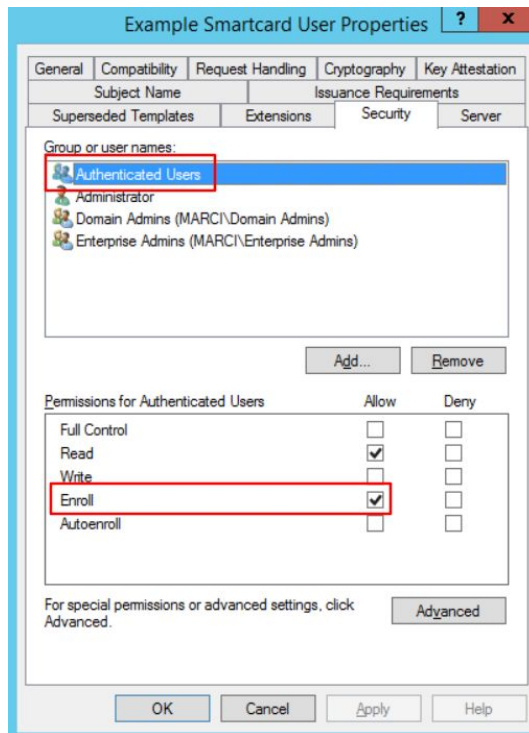 Example Smartcard User Properties ? x
General Compatibility Request Handling Cryptography Key Attestation
Subject Name Issuance Requirements
Superseded Templates Extensions Security Server
Group or user names:
Authenticated Users
Administrator
Domain Admins (MARCI\Domain Admins)
Enterprise Admins (MARCI\Enterprise Admins)
Add... Remove
Permissions for Authenticated Users Allow Deny
Full Control
Read
Write
Enroll
Autoenroll
For special permissions or advanced settings, click
Advanced.
Advanced
OK Cancel Apply Help